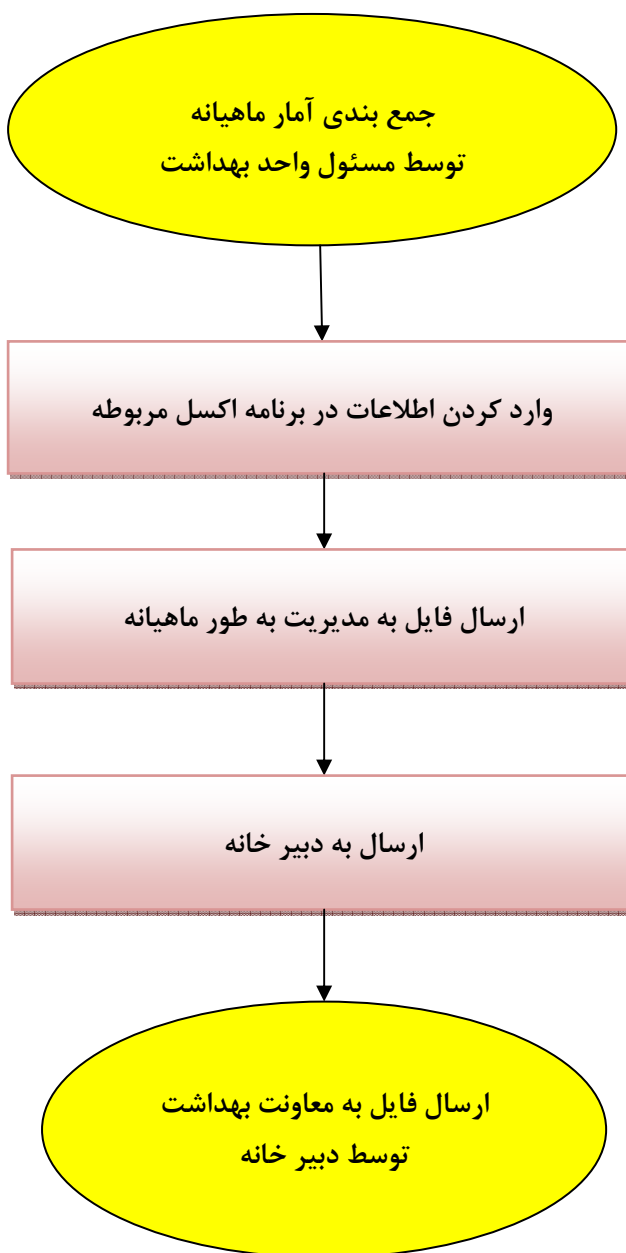 جمع بندی آمار ماهیانه
توسط مسئول واحد بهداشت
وارد کردن اطلاعات در برنامه اکسل مربوطه
ارسال فایل به مدیریت به طور ماهیانه
ارسال به دبیر خانه
ارسال فایل به معاونت بهداشت
توسط دبیر خانه